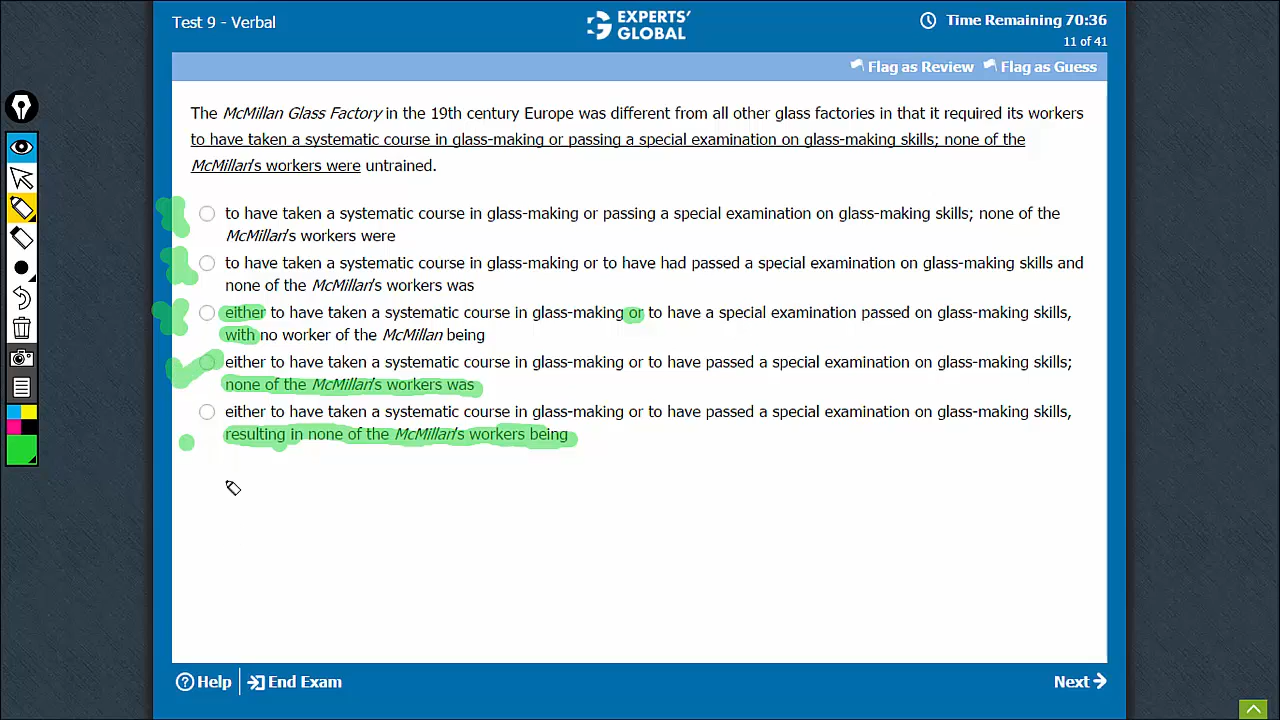 Test 9 - Verbal
EXPERTS'
GLOBAL
Time Remaining 70:36
11 of 41
Flag as Review
Flag as Guess
The McMillan Glass Factory in the 19th century Europe was different from all other glass factories in that it required its workers
to have taken a systematic course in glass-making or passing a special examination on glass-making skills; none of the
McMillan's workers were untrained.
to have taken a systematic course in glass-making or passing a special examination on glass-making skills; none of the
McMillan's workers were
to have taken a systematic course in glass-making or to have had passed a special examination on glass-making skills and
none of the McMillan's workers was
either to have taken a systematic course in glass-making or to have a special examination passed on glass-making skills,
with no worker of the McMillan being
either to have taken a systematic course in glass-making or to have passed a special examination on glass-making skills;
none of the McMillan's workers was
either to have taken a systematic course in glass-making or to have passed a special examination on glass-making skills,
resulting in none of the McMillan's workers being
Help
End Exam
Next